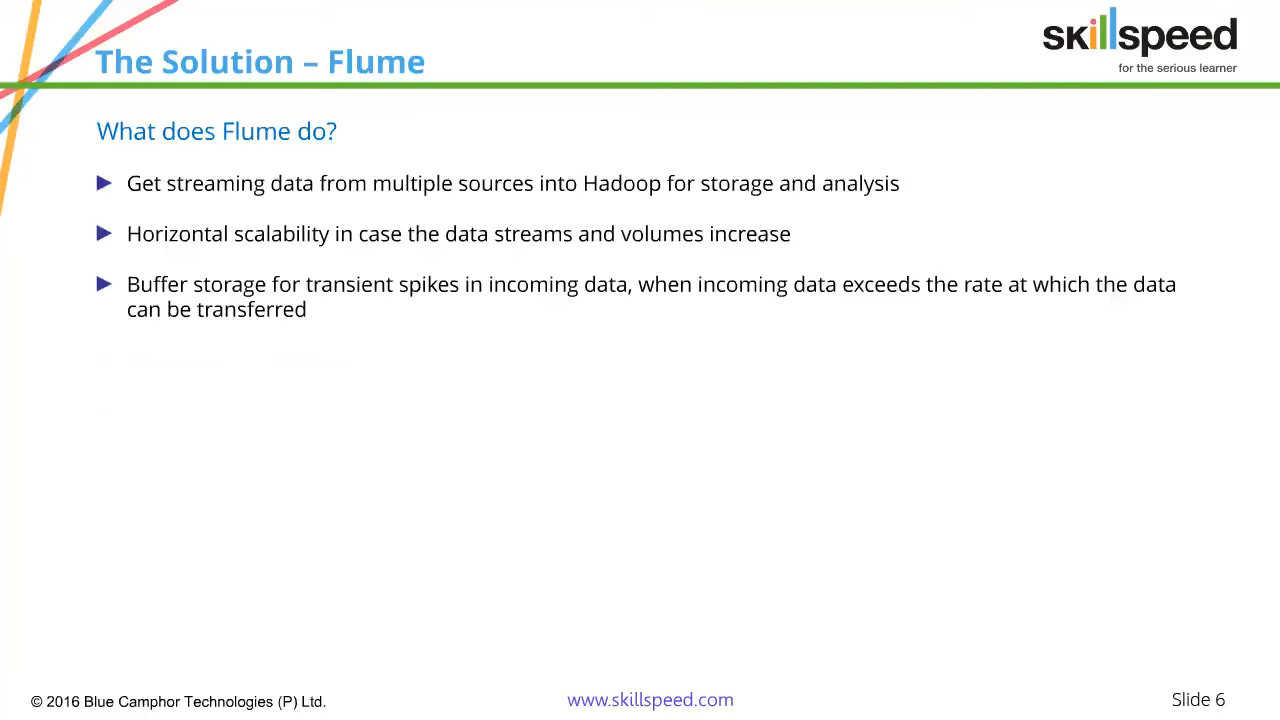 The Solution – Flume
skillspeed
for the serious learner
What does Flume do?
Get streaming data from multiple sources into Hadoop for storage and analysis
Horizontal scalability in case the data streams and volumes increase
Buffer storage for transient spikes in incoming data, when incoming data exceeds the rate at which the data
can be transferred
© 2016 Blue Camphor Technologies (P) Ltd.
www.skillspeed.com
Slide 6